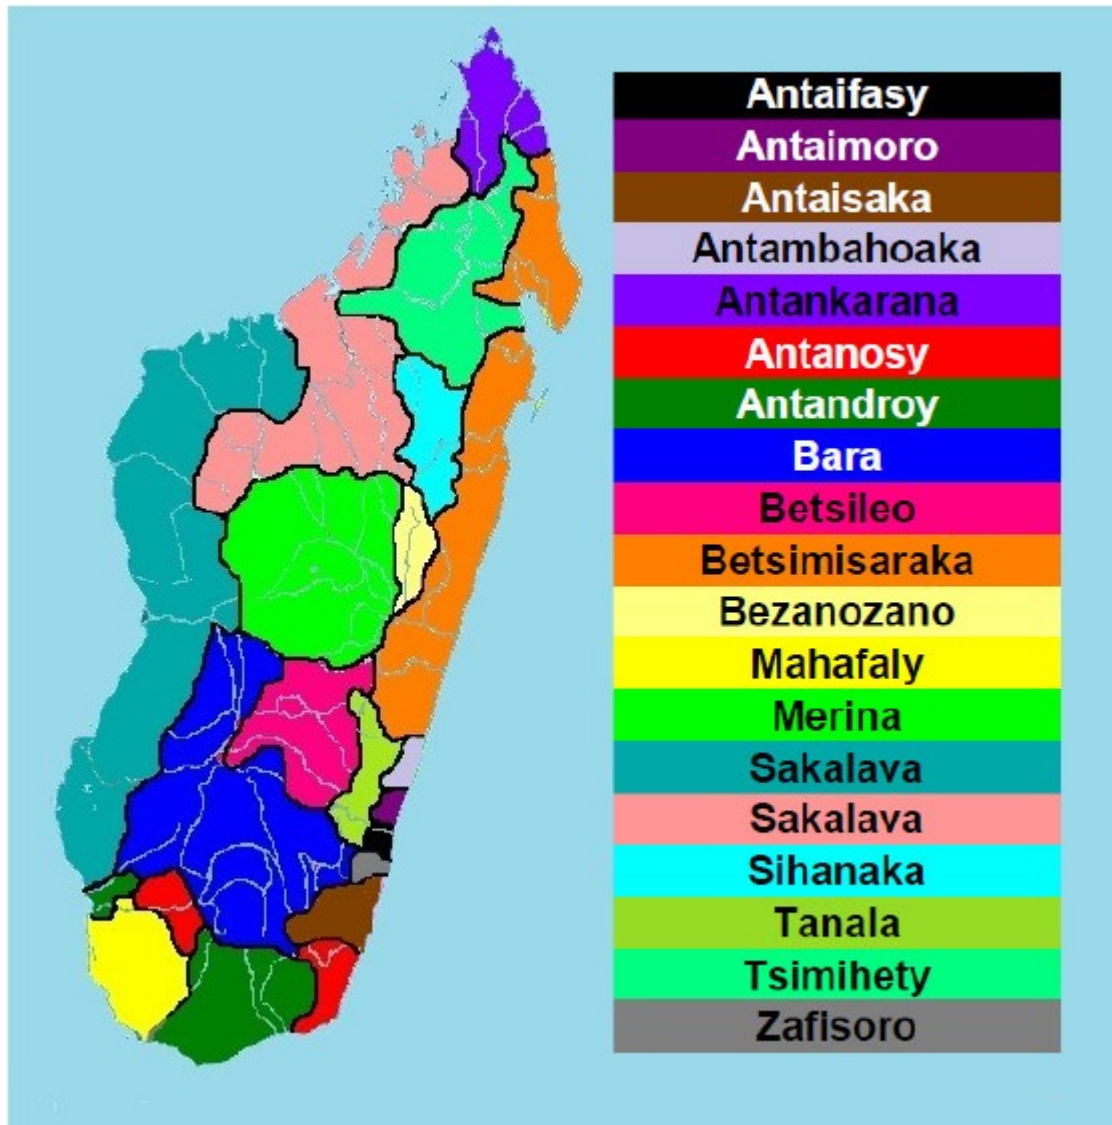 Antaifasy
Antaimoro
Antaisaka
Antambahoaka
Antankarana
Antanosy
Antandroy
Bara
Betsileo
Betsimisaraka
Bezanozano
Mahafaly
Merina
Sakalava
Sakalava
Sihanaka
Tanala
Tsimihety
Zafisoro